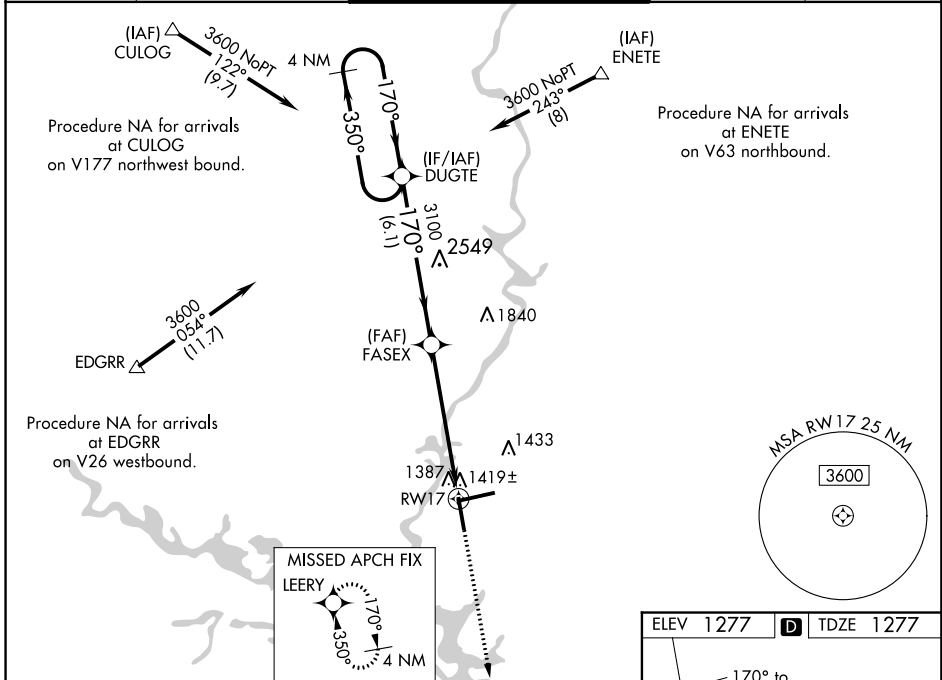 (IAF)
CULOG
3600 NoPT
122°
(9.7)
4 NM
170°
350°
(IAF)
ENETE
3600 NoPT
243°
(8)
Procedure NA for arrivals
at CULOG
on V177 northwest bound.
Procedure NA for arrivals
at ENETE
on V63 northbound.
(IF/IAF)
DUGTE
3100
170°
(6.1)
2549
1840
3600
054°
(11.7)
EDGRR
(FAF)
FASEX
Procedure NA for arrivals
at EDGRR
on V26 westbound.
1433
1387
1419±
RW17
MSA RW17 25 NM
3600
MISSED APCH FIX
LEERY
170°
350°
4 NM
ELEV 1277 D TDZE 1277
170° to